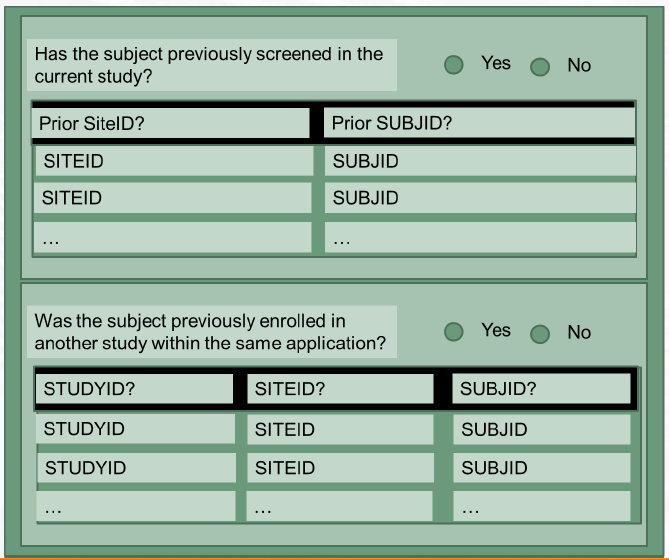 Has the subject previously screened in the
current study?
Yes No
Prior SiteID? Prior SUBJID?
SITEID SUBJID
SITEID SUBJID
... ...
Was the subject previously enrolled in
another study within the same application?
Yes No
STUDYID? SITEID? SUBJID?
STUDYID SITEID SUBJID
STUDYID SITEID SUBJID
... ... ...